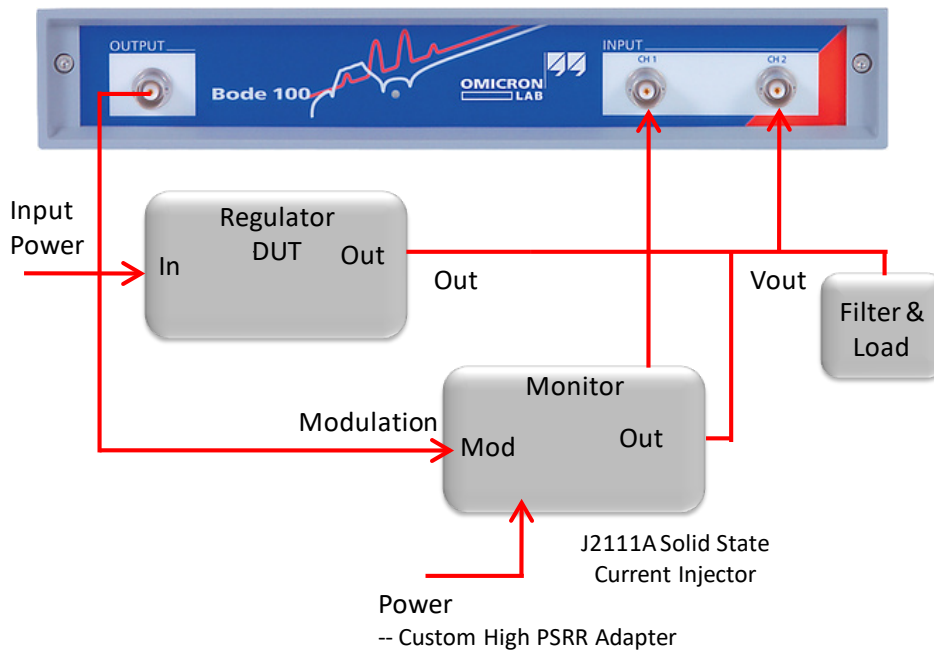 OUTPUT
INPUT
CH 1
CH 2
Bode 100
OMICRON
LAB
Input
Power
Regulator
DUT
In
Out
Out
Vout
Filter &
Load
Monitor
Modulation
Mod
Out
J2111A Solid State
Current Injector
Power
-- Custom High PSRR Adapter